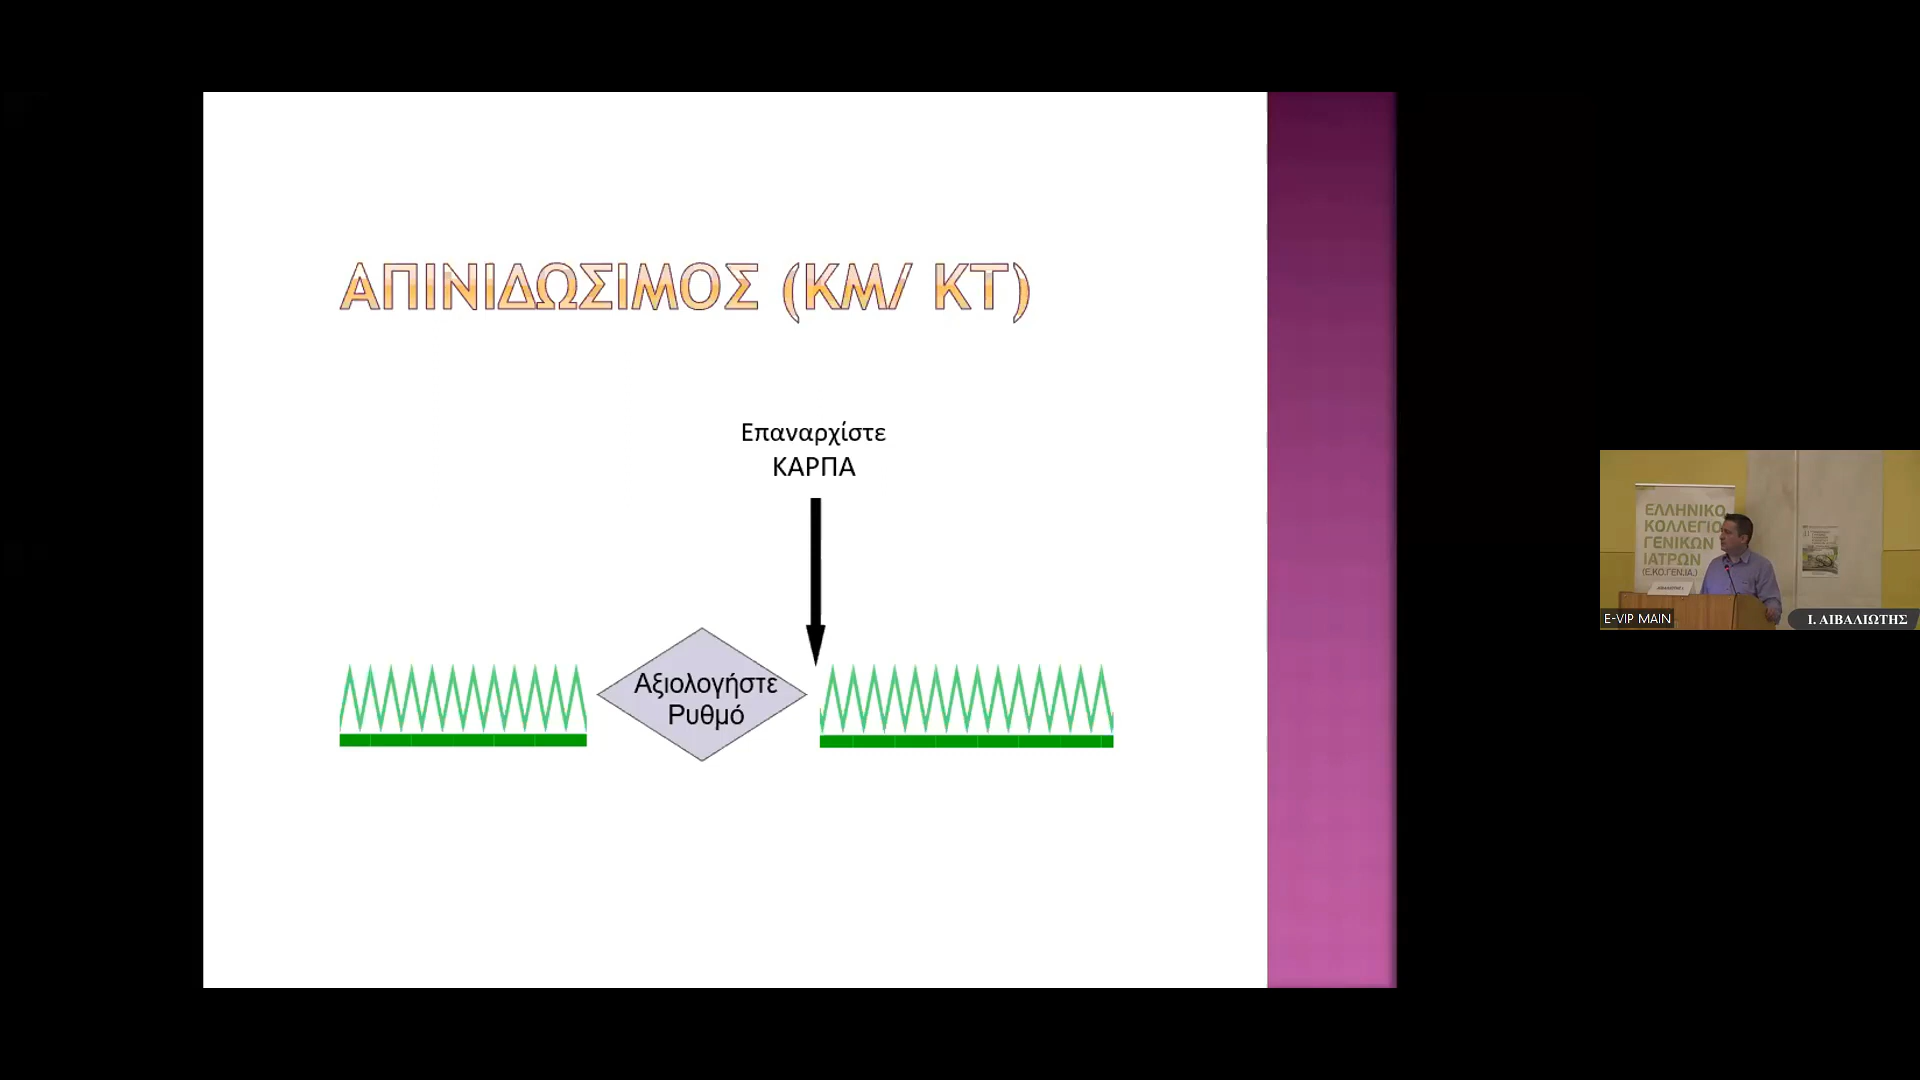 ΑΠΙΝΙΔΩΣΙΜΟΣ (ΚΜ/ ΚΤ)
Επαναρχίστε
ΚΑΡΠΑ
Αξιολογήστε
Ρυθμό
ΕΛΛΗΝΙΚΟ
ΚΟΛΛΕΓΙΟ
ΓΕΝΙΚΩΝ
ΙΑΤΡΩΝ
(Ε.ΚΟ.ΓΕΝ.ΙΑ.)
E-VIP MAIN
Ι. ΑΙΒΑΛΙΩΤΗΣ